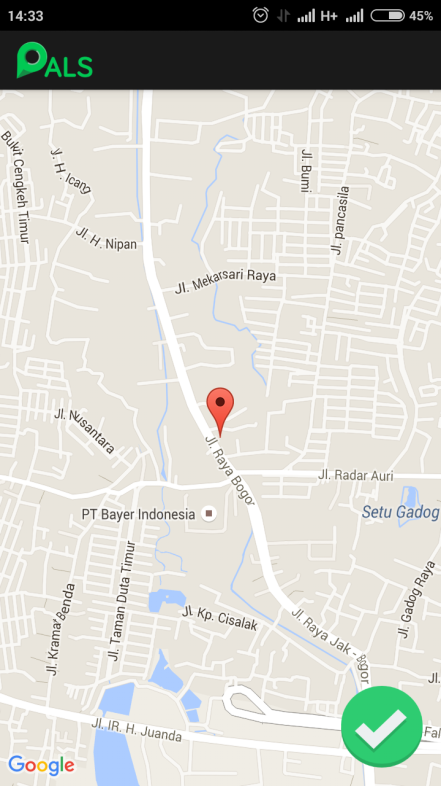 14:33
H+
45%
PALS
Bukit Cengkeh Timur
y. H. Icang
Jl. Bumi
Jl. pancasila
Jl. H. Nipan
Jl. Mekarsari Raya
Jl. Nusantara
Jl. Raya Bogor
Jl. Radar Auri
PT Bayer Indonesia
Setu Gadog
Jl. Taman Duta Timur
Jl. Kramat Benda
Jl. Kp. Cisalak
Jl. Gadog Raya
Jl. Raya Jak - Bogor
Jl.
Jl. IR. H. Juanda
Fal
Google